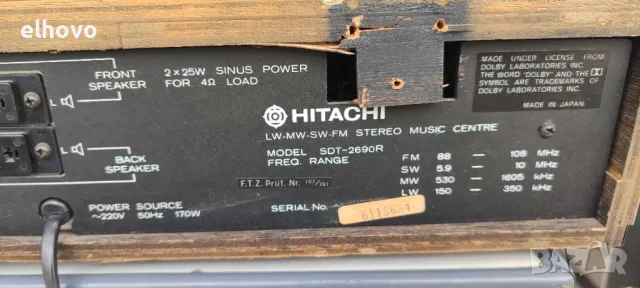 elhovo
FRONT
SPEAKER
L
2 × 25W SINUS POWER
FOR 4Ω LOAD
MADE UNDER LICENSE FROM
DOLBY LABORATORIES INC.
THE WORD "DOLBY" AND THE
SYMBOL ARE TRADEMARKS OF
DOLBY LABORATORIES INC.
MADE IN JAPAN
HITACHI
LW-MW-SW-FM STEREO MUSIC CENTRE
MODEL SDT-2690R
FREQ. RANGE
FM 88 — 108 MHz
SW 5.9 — 10 MHz
MW 530 — 1605 kHz
LW 150 — 350 kHz
L
BACK
SPEAKER
F.T.Z. Prüf. Nr.
POWER SOURCE
~220V 50Hz 170W
SERIAL No.
BAZAR